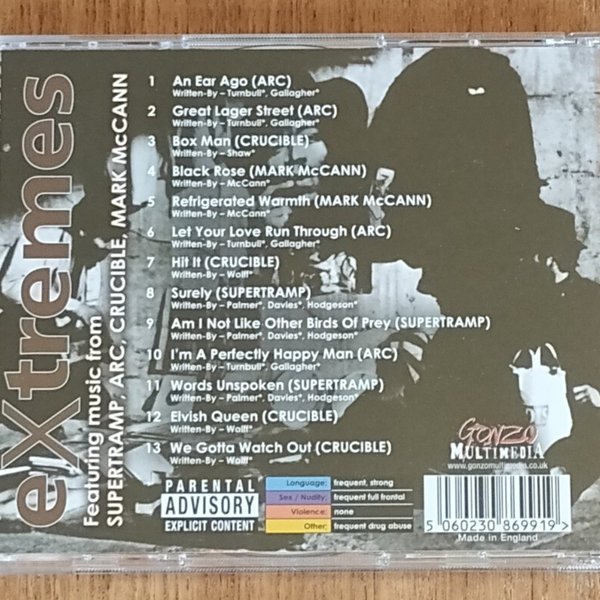 eXtremes
Featuring music from
SUPERTRAMP, ARC, CRUCIBLE, MARK McCANN
1 An Ear Ago (ARC)
Written-By – Turnbull*, Gallagher*
2 Great Lager Street (ARC)
Written-By – Turnbull*, Gallagher*
3 Box Man (CRUCIBLE)
Written-By – Shaw*
4 Black Rose (MARK McCANN)
Written-By – McCann*
5 Refrigerated Warmth (MARK McCANN)
Written-By – McCann*
6 Let Your Love Run Through (ARC)
Written-By – Turnbull*, Gallagher*
7 Hit It (CRUCIBLE)
Written-By – Wolff*
8 Surely (SUPERTRAMP)
Written-By – Palmer*, Davies*, Hodgeson*
9 Am I Not Like Other Birds Of Prey (SUPERTRAMP)
Written-By – Palmer*, Davies*, Hodgeson*
10 I'm A Perfectly Happy Man (ARC)
Written-By – Turnbull*, Gallagher*
11 Words Unspoken (SUPERTRAMP)
Written-By – Palmer*, Davies*, Hodgeson*
12 Elvish Queen (CRUCIBLE)
Written-By – Wolff*
13 We Gotta Watch Out (CRUCIBLE)
Written-By – Wolff*
GONZO
MULTIMEDIA
www.gonzomultimedia.co.uk
PARENTAL
ADVISORY
EXPLICIT CONTENT
Language: frequent, strong
Sex / Nudity: frequent full frontal
Violence: none
Other: frequent drug abuse
5 060230 869919 >
Made in England